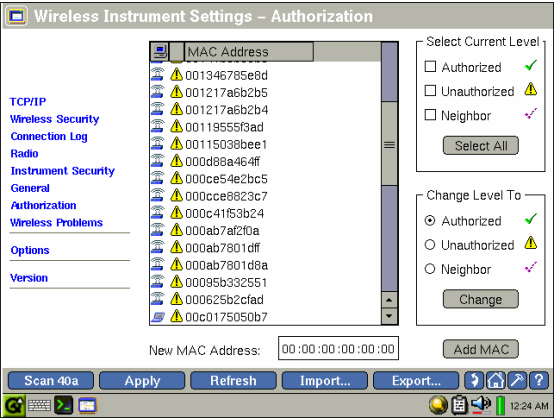 Wireless Instrument Settings – Authorization
TCP/IP
Wireless Security
Connection Log
Radio
Instrument Security
General
Authorization
Wireless Problems
Options
Version
MAC Address
001346785e8d
001217a6b2b5
001217a6b2b4
00119555f3ad
00115038bee1
000d88a464ff
000ce54e2bc5
000cce8823c7
000c41f53b24
000ab7af2f0a
000ab7801dff
000ab7801d8a
00095b332551
000625b2cfad
00c0175050b7
New MAC Address: 00:00:00:00:00:00
Select Current Level
Authorized
Unauthorized
Neighbor
Select All
Change Level To
Authorized
Unauthorized
Neighbor
Change
Add MAC
Scan 40a Apply Refresh Import... Export... ?
12:24 AM